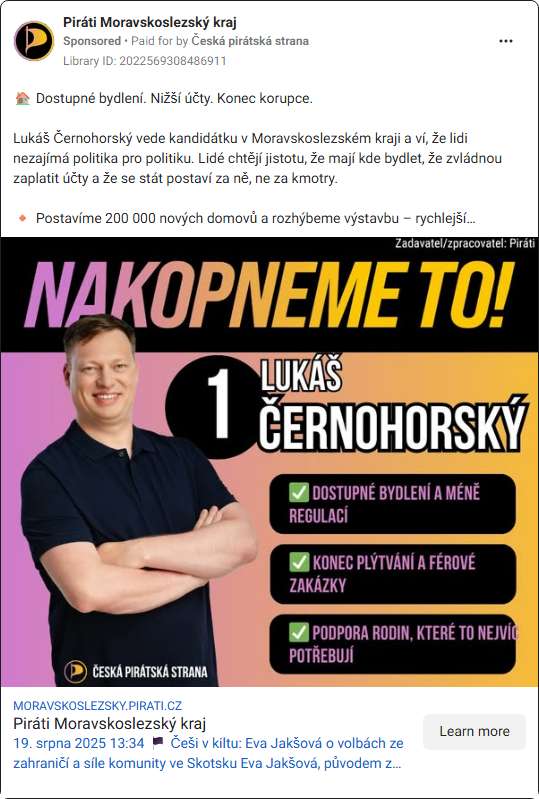 Piráti Moravskoslezský kraj
Sponsored • Paid for by Česká pirátská strana
Library ID: 2022569308486911
Dostupné bydlení. Nižší účty. Konec korupce.
Lukáš Černohorský vede kandidátku v Moravskoslezském kraji a ví, že lidi
nezajímá politika pro politiku. Lidé chtějí jistotu, že mají kde bydlet, že zvládnou
zaplatit účty a že se stát postaví za ně, ne za kmotry.
Postavíme 200 000 nových domovů a rozhýbeme výstavbu – rychlejší…
Zadavatel/zpracovatel: Piráti
NAKOPNEME TO!
1 LUKÁŠ
ČERNOHORSKÝ
DOSTUPNÉ BYDLENÍ A MÉNĚ
REGULACÍ
KONEC PLÝTVÁNÍ A FÉROVÉ
ZAKÁZKY
PODPORA RODIN, KTERÉ TO NEJVÍC
POTŘEBUJÍ
ČESKÁ PIRÁTSKÁ STRANA
MORAVSKOSLEZSKY.PIRATI.CZ
Piráti Moravskoslezský kraj
19. srpna 2025 13:34 Češi v kiltu: Eva Jakšová o volbách ze
zahraničí a síle komunity ve Skotsku Eva Jakšová, původem z…
Learn more